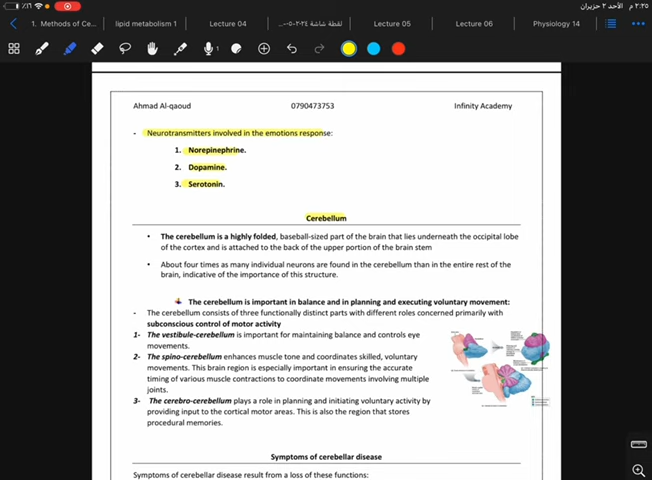 ٢:٣٥ م الأحد ٢ حزيران
1. Methods of Ce... lipid metabolism 1 Lecture 04 Lecture 05 Lecture 06 Physiology 14
Ahmad Al-qaoud 0790473753 Infinity Academy
- Neurotransmitters involved in the emotions response:
1. Norepinephrine.
2. Dopamine.
3. Serotonin.
Cerebellum
• The cerebellum is a highly folded, baseball-sized part of the brain that lies underneath the occipital lobe
of the cortex and is attached to the back of the upper portion of the brain stem
• About four times as many individual neurons are found in the cerebellum than in the entire rest of the
brain, indicative of the importance of this structure.
The cerebellum is important in balance and in planning and executing voluntary movement:
- The cerebellum consists of three functionally distinct parts with different roles concerned primarily with
subconscious control of motor activity
1- The vestibule-cerebellum is important for maintaining balance and controls eye
movements.
2- The spino-cerebellum enhances muscle tone and coordinates skilled, voluntary
movements. This brain region is especially important in ensuring the accurate
timing of various muscle contractions to coordinate movements involving multiple
joints.
3- The cerebro-cerebellum plays a role in planning and initiating voluntary activity by
providing input to the cortical motor areas. This is also the region that stores
procedural memories.
Symptoms of cerebellar disease
Symptoms of cerebellar disease result from a loss of these functions: